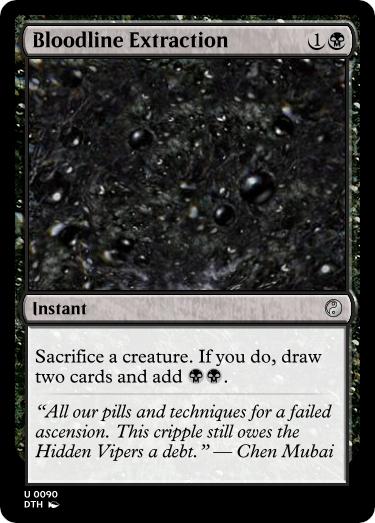 Bloodline Extraction 1
Instant
Sacrifice a creature. If you do, draw
two cards and add .
“All our pills and techniques for a failed
ascension. This cripple still owes the
Hidden Vipers a debt.” — Chen Mubai
U 0090
DTH